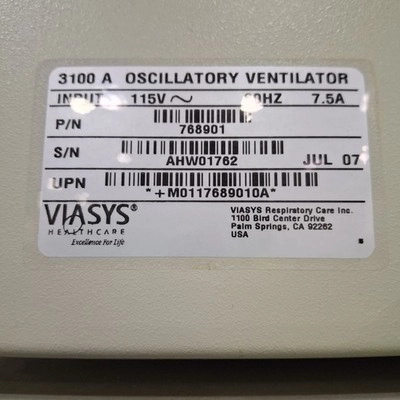 3100 A OSCILLATORY VENTILATOR
INPUT 115V ~ 60HZ 7.5A
P/N 768901
S/N AHW01762 JUL 07
UPN *+M0117689010A*
VIASYS®
HEALTHCARE
Excellence For Life
VIASYS Respiratory Care Inc.
1100 Bird Center Drive
Palm Springs, CA 92262
USA